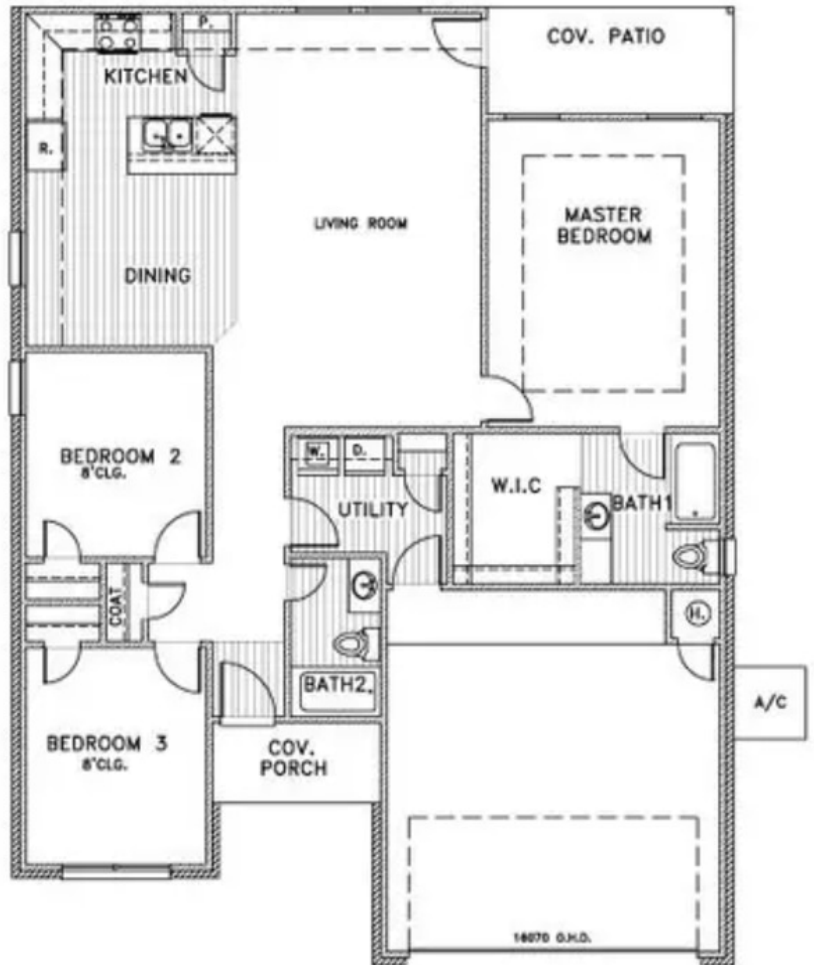 P.
COV. PATIO
KITCHEN
R.
LIVING ROOM
MASTER
BEDROOM
DINING
BEDROOM 2
8'CLG.
W.
D.
W.I.C
UTILITY
BATH1
COAT
H.
BATH2.
A/C
BEDROOM 3
8'CLG.
COV.
PORCH
16070 O.H.D.